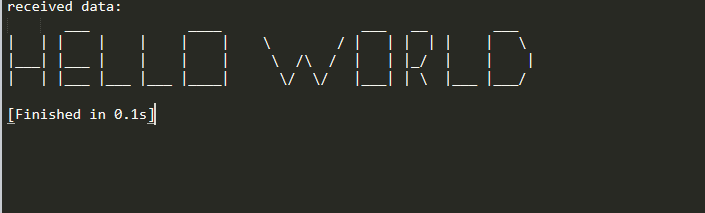 received data:
HELLO WORLD
[Finished in 0.1s]